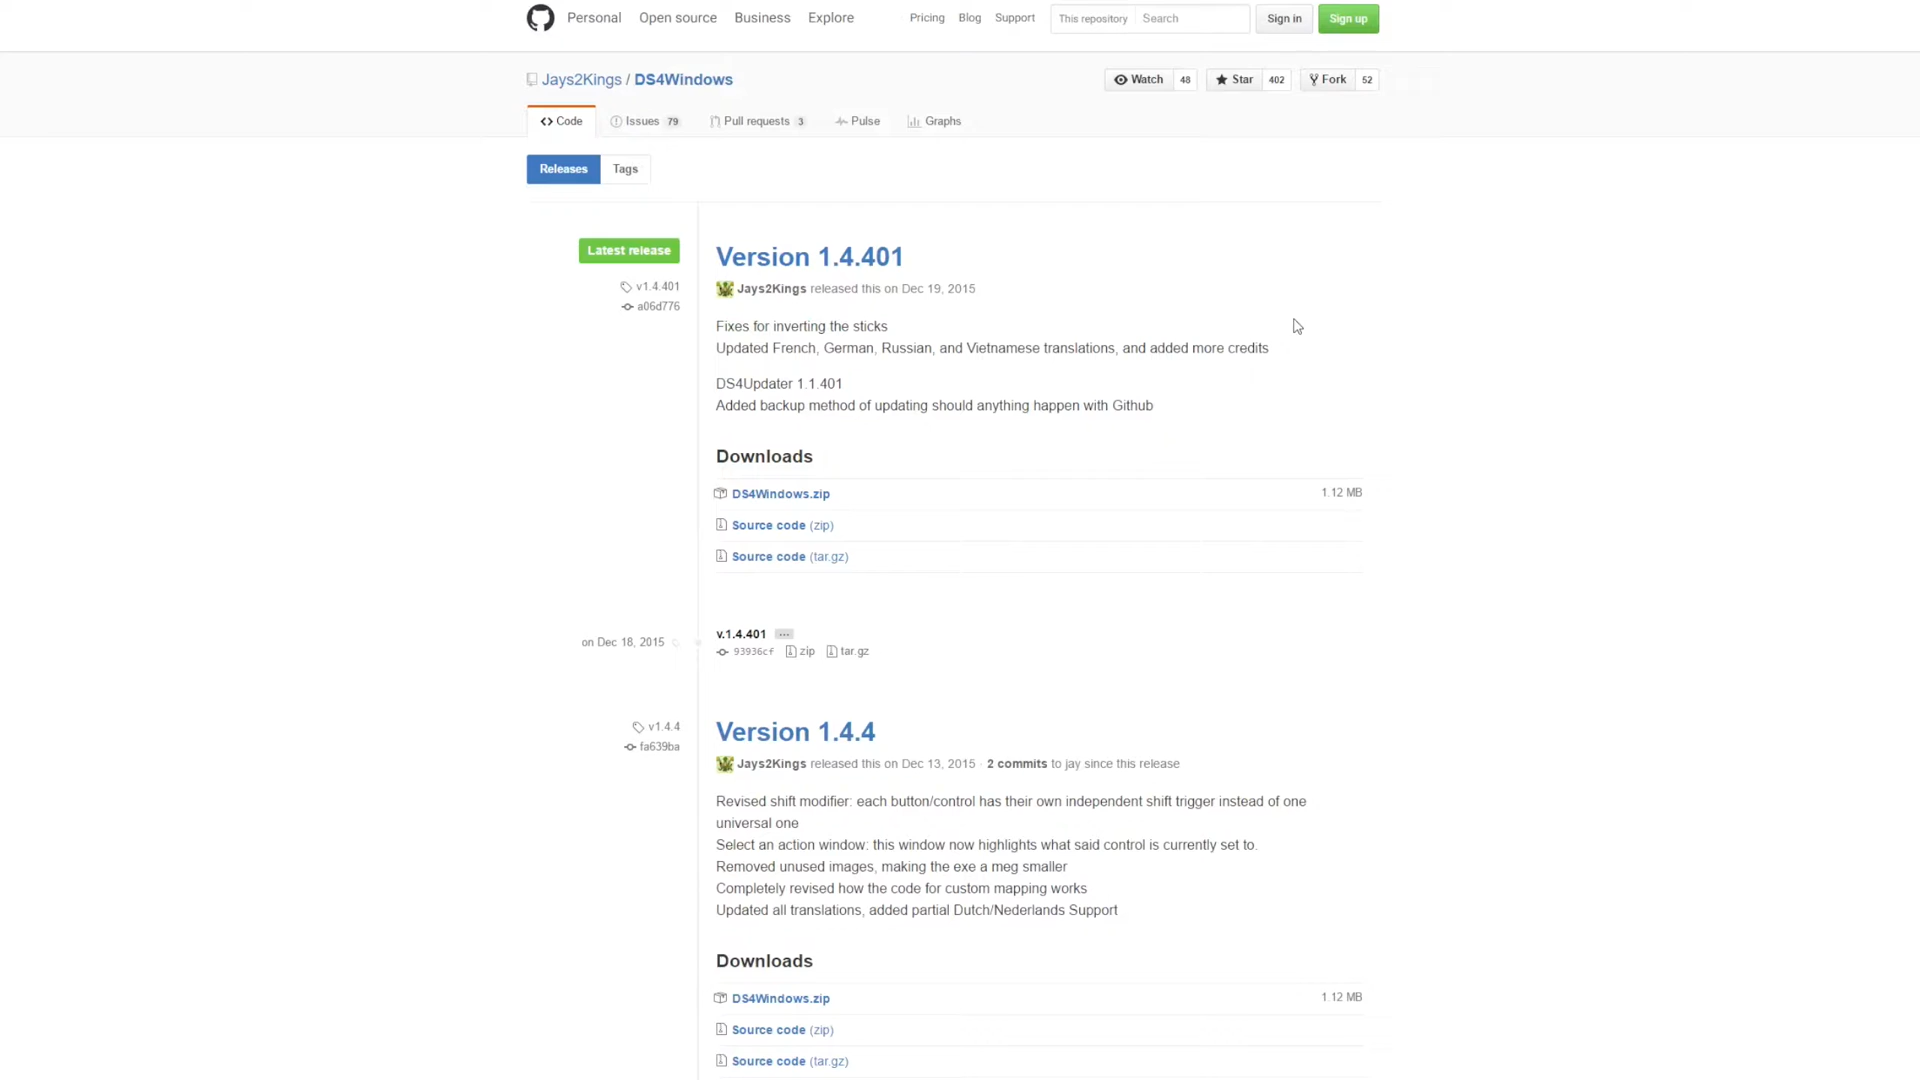 Personal Open source Business Explore Pricing Blog Support This repository Search Sign in Sign up
Jays2Kings / DS4Windows Watch 48 Star 402 Fork 52
Code Issues 79 Pull requests 3 Pulse Graphs
Releases Tags
Latest release
v1.4.401
a06d776
Version 1.4.401
Jays2Kings released this on Dec 19, 2015
Fixes for inverting the sticks
Updated French, German, Russian, and Vietnamese translations, and added more credits
DS4Updater 1.1.401
Added backup method of updating should anything happen with Github
Downloads
DS4Windows.zip 1.12 MB
Source code (zip)
Source code (tar.gz)
on Dec 18, 2015
v.1.4.401 ...
93936cf zip tar.gz
v1.4.4
fa639ba
Version 1.4.4
Jays2Kings released this on Dec 13, 2015 · 2 commits to jay since this release
Revised shift modifier: each button/control has their own independent shift trigger instead of one
universal one
Select an action window: this window now highlights what said control is currently set to.
Removed unused images, making the exe a meg smaller
Completely revised how the code for custom mapping works
Updated all translations, added partial Dutch/Nederlands Support
Downloads
DS4Windows.zip 1.12 MB
Source code (zip)
Source code (tar.gz)